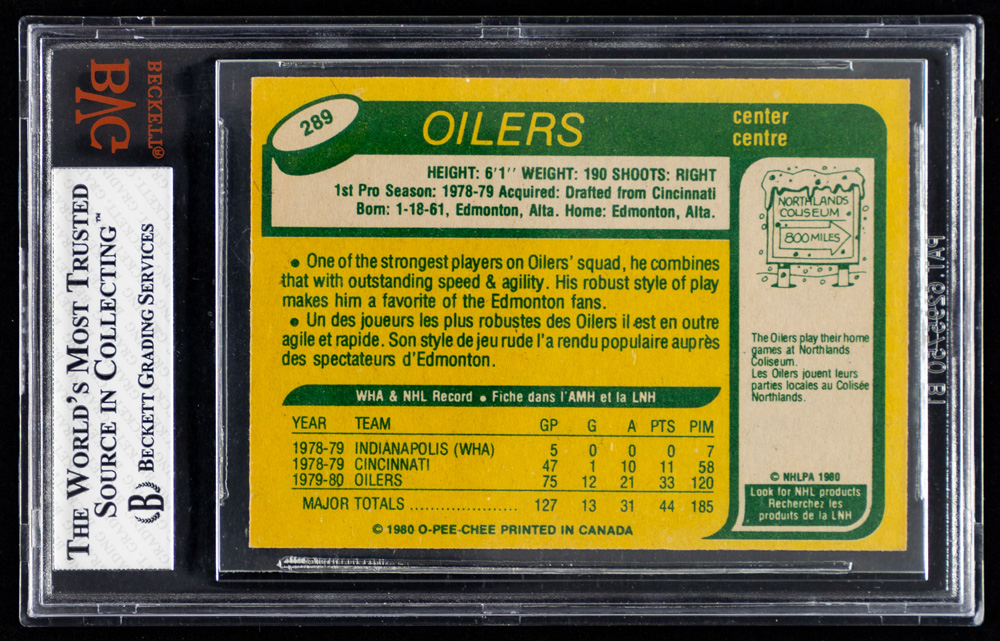 BECKETT®
BVG
THE WORLD'S MOST TRUSTED
SOURCE IN COLLECTING™
B BECKETT GRADING SERVICES
289
OILERS
center
centre
HEIGHT: 6'1'' WEIGHT: 190 SHOOTS: RIGHT
1st Pro Season: 1978-79 Acquired: Drafted from Cincinnati
Born: 1-18-61, Edmonton, Alta. Home: Edmonton, Alta.
• One of the strongest players on Oilers' squad, he combines
that with outstanding speed & agility. His robust style of play
makes him a favorite of the Edmonton fans.
• Un des joueurs les plus robustes des Oilers il est en outre
agile et rapide. Son style de jeu rude l'a rendu populaire auprès
des spectateurs d'Edmonton.
WHA & NHL Record • Fiche dans l'AMH et la LNH
YEAR TEAM GP G A PTS PIM
1978-79 INDIANAPOLIS (WHA) 5 0 0 0 7
1978-79 CINCINNATI 47 1 10 11 58
1979-80 OILERS 75 12 21 33 120
MAJOR TOTALS ..................... 127 13 31 44 185
© 1980 O-PEE-CHEE PRINTED IN CANADA
NORTHLANDS
COLISEUM
800 MILES
The Oilers play their home
games at Northlands
Coliseum.
Les Oilers jouent leurs
parties locales au Colisée
Northlands.
© NHLPA 1980
Look for NHL products
Recherchez les
produits de la LNH